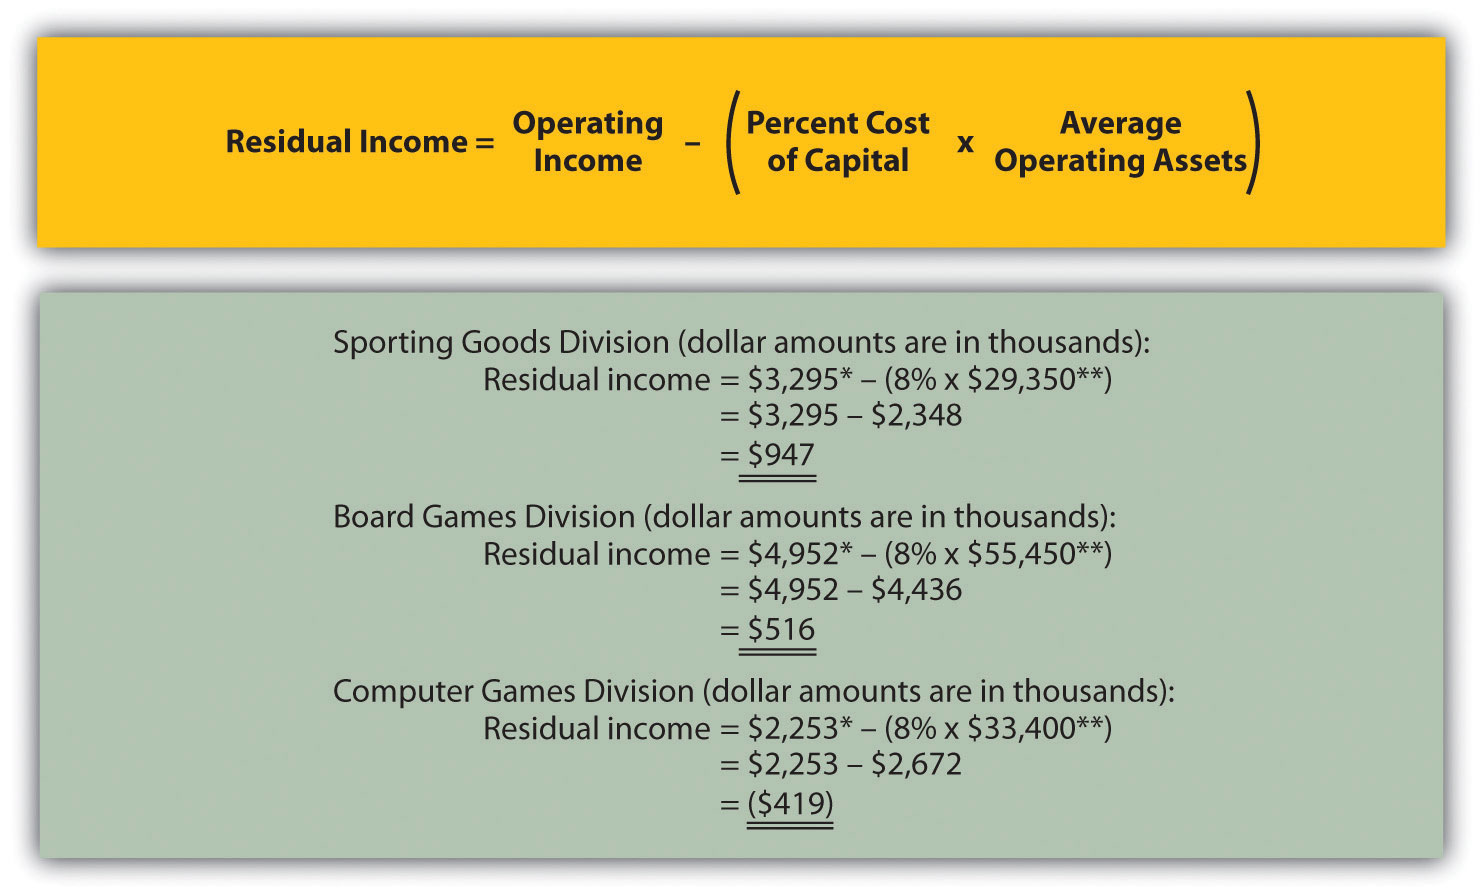 Residual Income = Operating Income – (Percent Cost of Capital x Average Operating Assets)
Sporting Goods Division (dollar amounts are in thousands):
Residual income = $3,295* – (8% x $29,350**)
= $3,295 – $2,348
= $947
Board Games Division (dollar amounts are in thousands):
Residual income = $4,952* – (8% x $55,450**)
= $4,952 – $4,436
= $516
Computer Games Division (dollar amounts are in thousands):
Residual income = $2,253* – (8% x $33,400**)
= $2,253 – $2,672
= ($419)